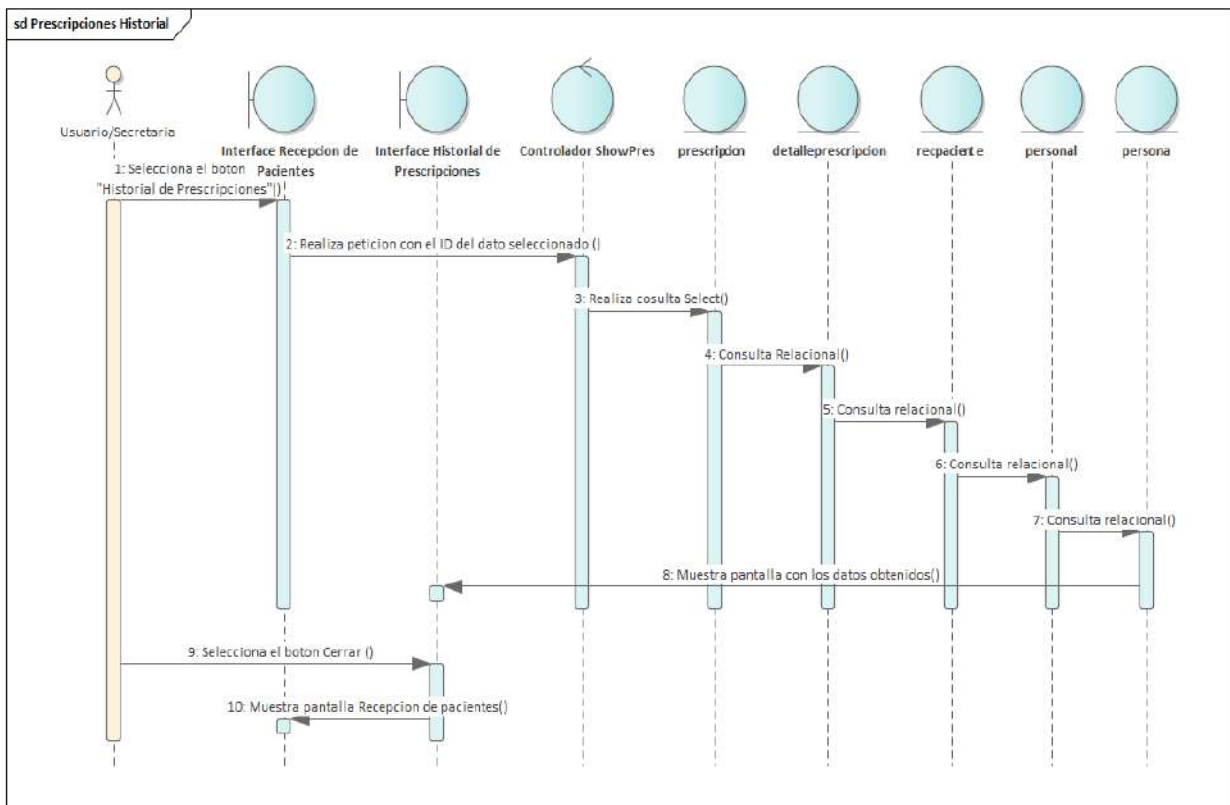 sd Prescripciones Historial
Usuario/Secretaria
Interface Recepcion de
Pacientes
Interface Historial de
Prescripciones
Controlador ShowPres
prescripcion
detalleprescripcion
recpaciente
personal
persona
1: Selecciona el boton
"Historial de Prescripciones"()
2: Realiza peticion con el ID del dato seleccionado ()
3: Realiza cosulta Select()
4: Consulta Relacional()
5: Consulta relacional()
6: Consulta relacional()
7: Consulta relacional()
8: Muestra pantalla con los datos obtenidos()
9: Selecciona el boton Cerrar ()
10: Muestra pantalla Recepcion de pacientes()